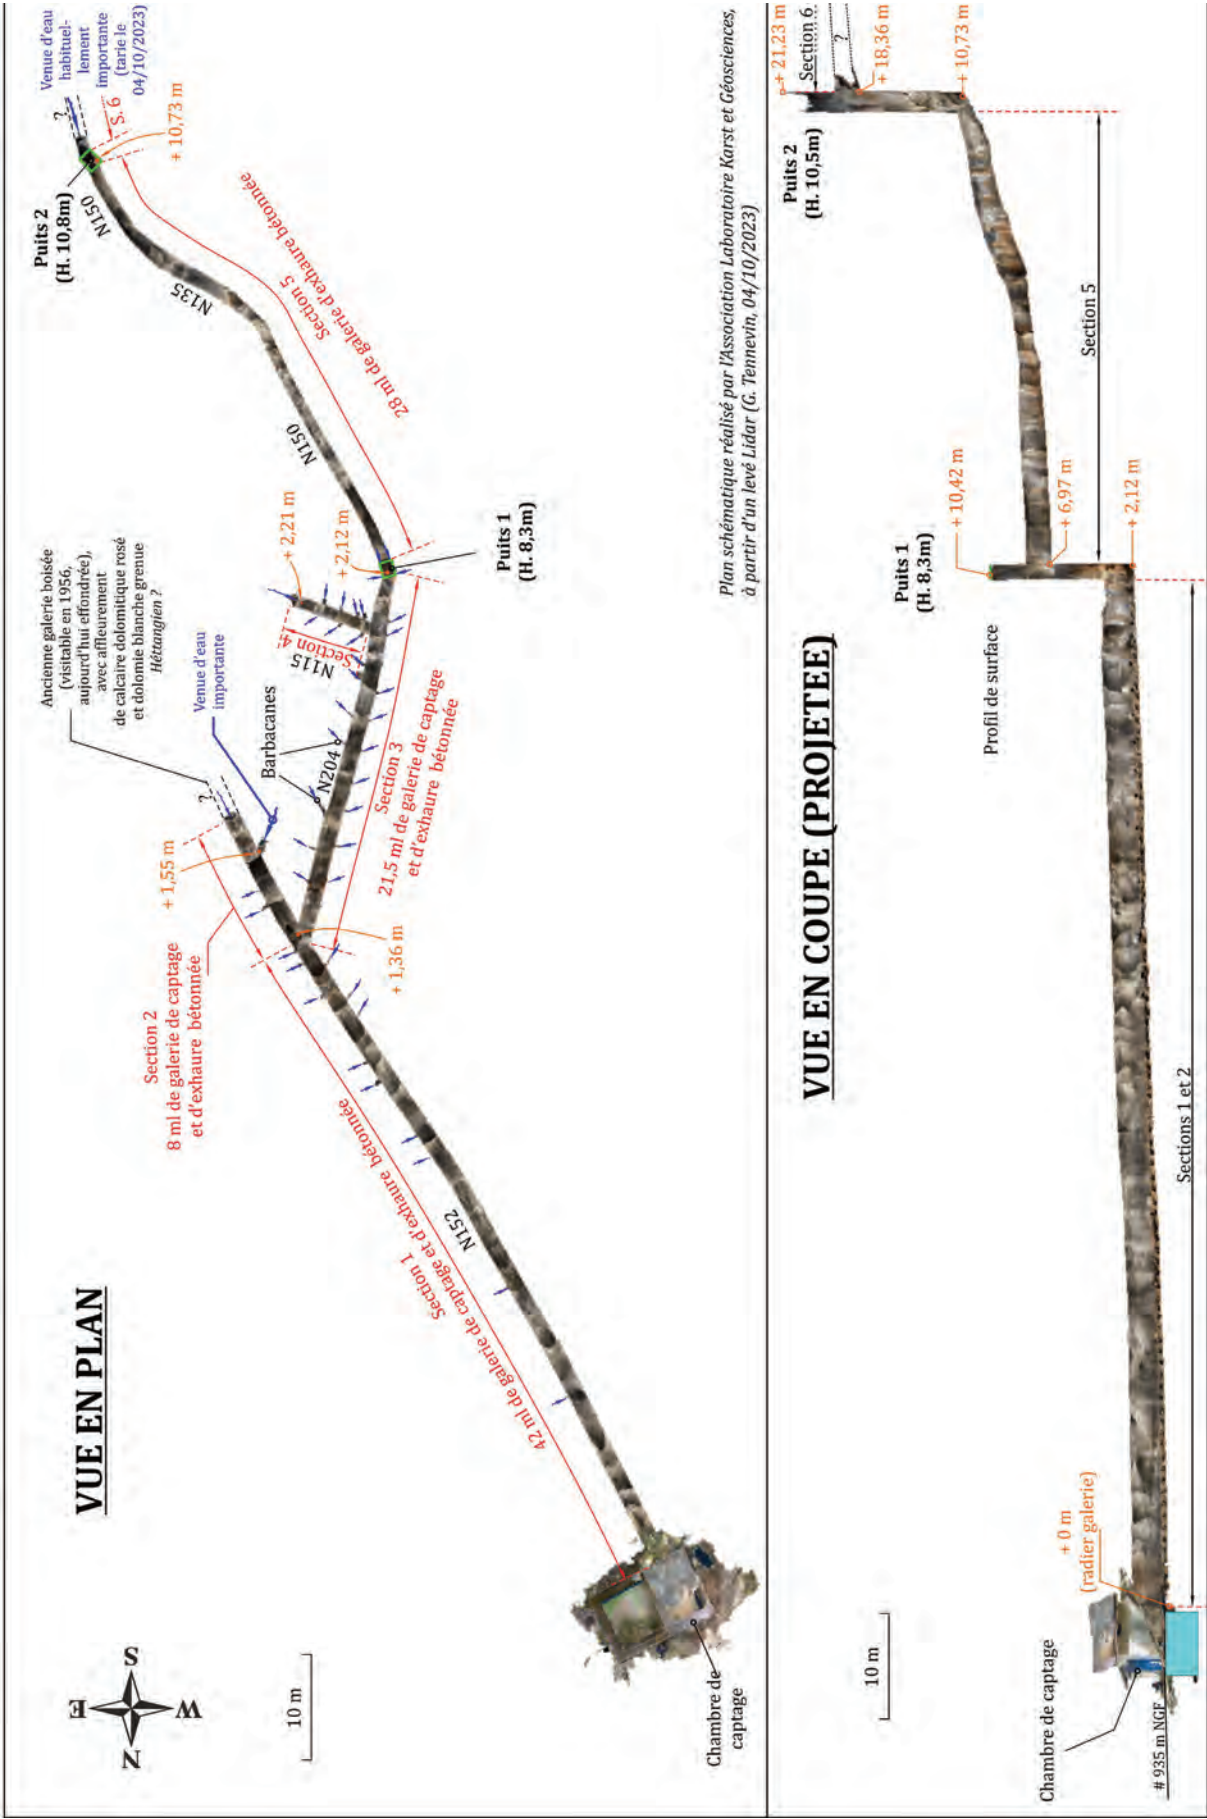 VUE EN PLAN
N
S
E
W
10 m
Chambre de
captage
Section 1
42 ml de galerie de captage et d'exhaure bétonnée
N152
Section 2
8 ml de galerie de captage
et d'exhaure bétonnée
+ 1,55 m
+ 1,36 m
Ancienne galerie boisée
(visitable en 1956,
aujourd'hui effondrée),
avec affleurement
de calcaire dolomitique rosé
et dolomie blanche grenue
Héttangien ?
?
Venue d'eau
importante
Barbacanes
N204
Section 3
21,5 ml de galerie de captage
et d'exhaure bétonnée
N115
Section 4
+ 2,21 m
+ 2,12 m
Puits 1
(H. 8,3m)
N150
Section 5
28 ml de galerie d'exhaure bétonnée
N135
N150
Puits 2
(H. 10,8m)
+ 10,73 m
S. 6
?
Venue d'eau
habituel-
lement
importante
(tarie le
04/10/2023)
Plan schématique réalisé par l'Association Laboratoire Karst et Géosciences,
à partir d'un levé Lidar (G. Tennevin, 04/10/2023)
VUE EN COUPE (PROJETEE)
10 m
Chambre de captage
# 935 m NGF
+ 0 m
(radier galerie)
Sections 1 et 2
Profil de surface
Puits 1
(H. 8,3m)
+ 10,42 m
+ 6,97 m
+ 2,12 m
Section 5
Puits 2
(H. 10,5m)
+ 21,23 m
Section 6
?
+ 18,36 m
+ 10,73 m